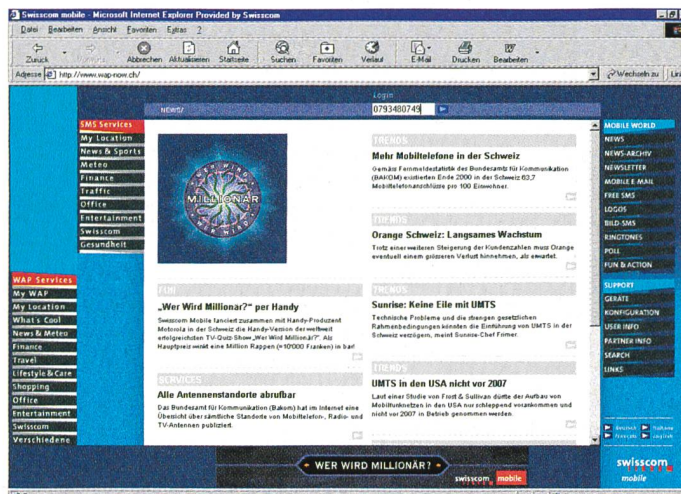 Swisscom mobile - Microsoft Internet Explorer Provided by Swisscom
Datei Bearbeiten Ansicht Favoriten Extras ?
Zurück Abbrechen Aktualisieren Startseite Suchen Favoriten Verlauf E-Mail Drucken Bearbeiten
Adresse http://www.wap-now.ch/ Wechseln zu
Login
NEWS/ 0793480749
SMS Services
My Location
News & Sports
Meteo
Finance
Traffic
Office
Entertainment
Swisscom
Gesundheit
WAP Services
My WAP
My Location
What's Cool
News & Meteo
Finance
Travel
Lifestyle & Care
Shopping
Office
Entertainment
Swisscom
Verschiedene
WER WIRD
MILLIONÄR
WER WIRD
FUN
„Wer Wird Millionär?“ per Handy
Swisscom Mobile lanciert zusammen mit Handy-Produzent
Motorola in der Schweiz die Handy-Version der weltweit
erfolgreichsten TV-Quiz-Show „Wer Wird Millionär?“. Als
Hauptpreis winkt eine Million Rappen (=10'000 Franken) in bar!
SERVICES
Alle Antennenstandorte abrufbar
Das Bundesamt für Kommunikation (Bakom) hat im Internet eine
Übersicht über sämtliche Standorte von Mobiltelefon-, Radio- und
TV-Antennen publiziert.
TRENDS
Mehr Mobiltelefone in der Schweiz
Gemäss Fernmeldestatistik des Bundesamts für Kommunikation
(BAKOM) existierten Ende 2000 in der Schweiz 63,7
Mobiltelefonanschlüsse pro 100 Einwohner.
TRENDS
Orange Schweiz: Langsames Wachstum
Trotz einer weiteren Steigerung der Kundenzahlen muss Orange
eventuell einen grösseren Verlust hinnehmen, als erwartet.
TRENDS
Sunrise: Keine Eile mit UMTS
Technische Probleme und die strengen gesetzlichen
Rahmenbedingungen könnten die Einführung von UMTS in der
Schweiz verzögern, meint Sunrise-Chef Firmer.
TRENDS
UMTS in den USA nicht vor 2007
Laut einer Studie von Frost & Sullivan dürfte der Aufbau von
Mobilfunknetzen in den USA nur schleppend vorankommen und
nicht vor 2007 in Betrieb genommen werden.
MOBILE WORLD
NEWS
NEWS-ARCHIV
NEWSLETTER
MOBILE E-MAIL
FREE SMS
LOGOS
BILD-SMS
RINGTONES
POLL
FUN & ACTION
SUPPORT
GERÄTE
KONFIGURATION
USER INFO
PARTNER INFO
SEARCH
LINKS
deutsch italiano
français english
swisscom
mobile
WER WIRD MILLIONÄR?
swisscom mobile